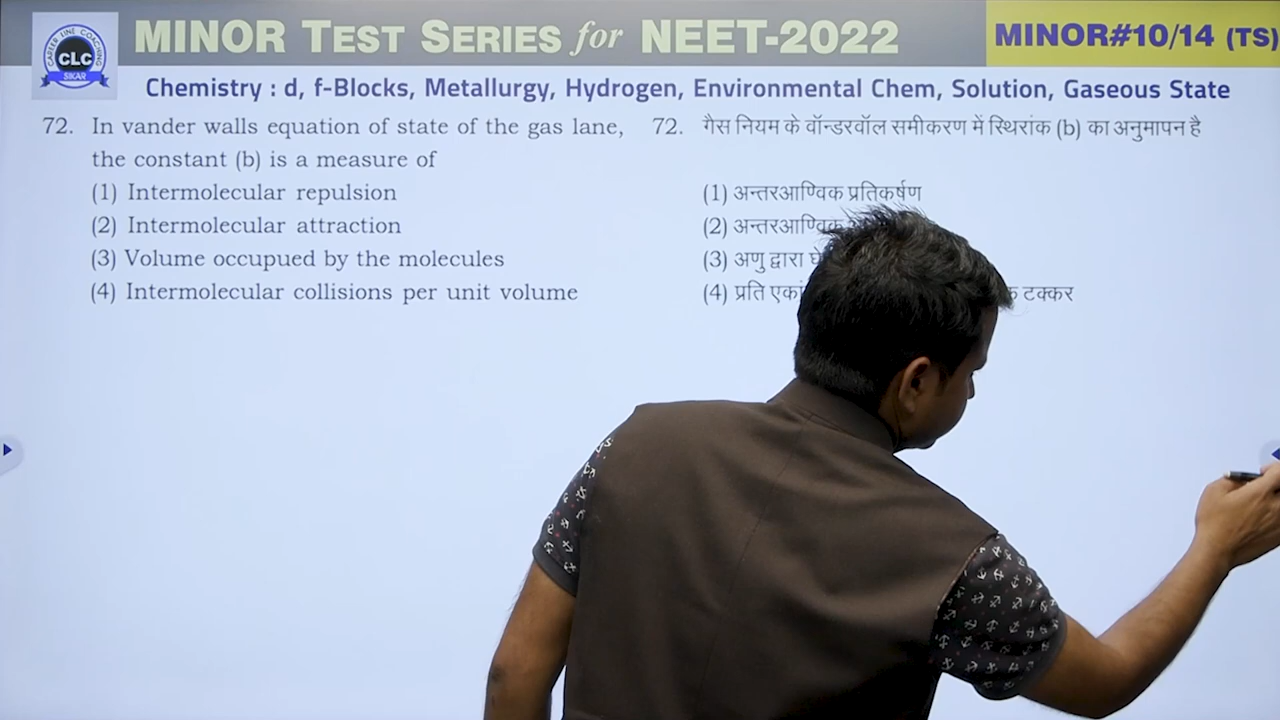 CAREER LINE COACHING
CLC
SIKAR
MINOR TEST SERIES for NEET-2022
MINOR#10/14 (TS)
Chemistry : d, f-Blocks, Metallurgy, Hydrogen, Environmental Chem, Solution, Gaseous State
72. In vander walls equation of state of the gas lane,
the constant (b) is a measure of
(1) Intermolecular repulsion
(2) Intermolecular attraction
(3) Volume occupued by the molecules
(4) Intermolecular collisions per unit volume
72. गैस नियम के वॉन्डरवॉल समीकरण में स्थिरांक (b) का अनुमापन है
(1) अन्तरआण्विक प्रतिकर्षण
(2) अन्तरआण्विक
(3) अणु द्वारा
(4) प्रति टक्कर